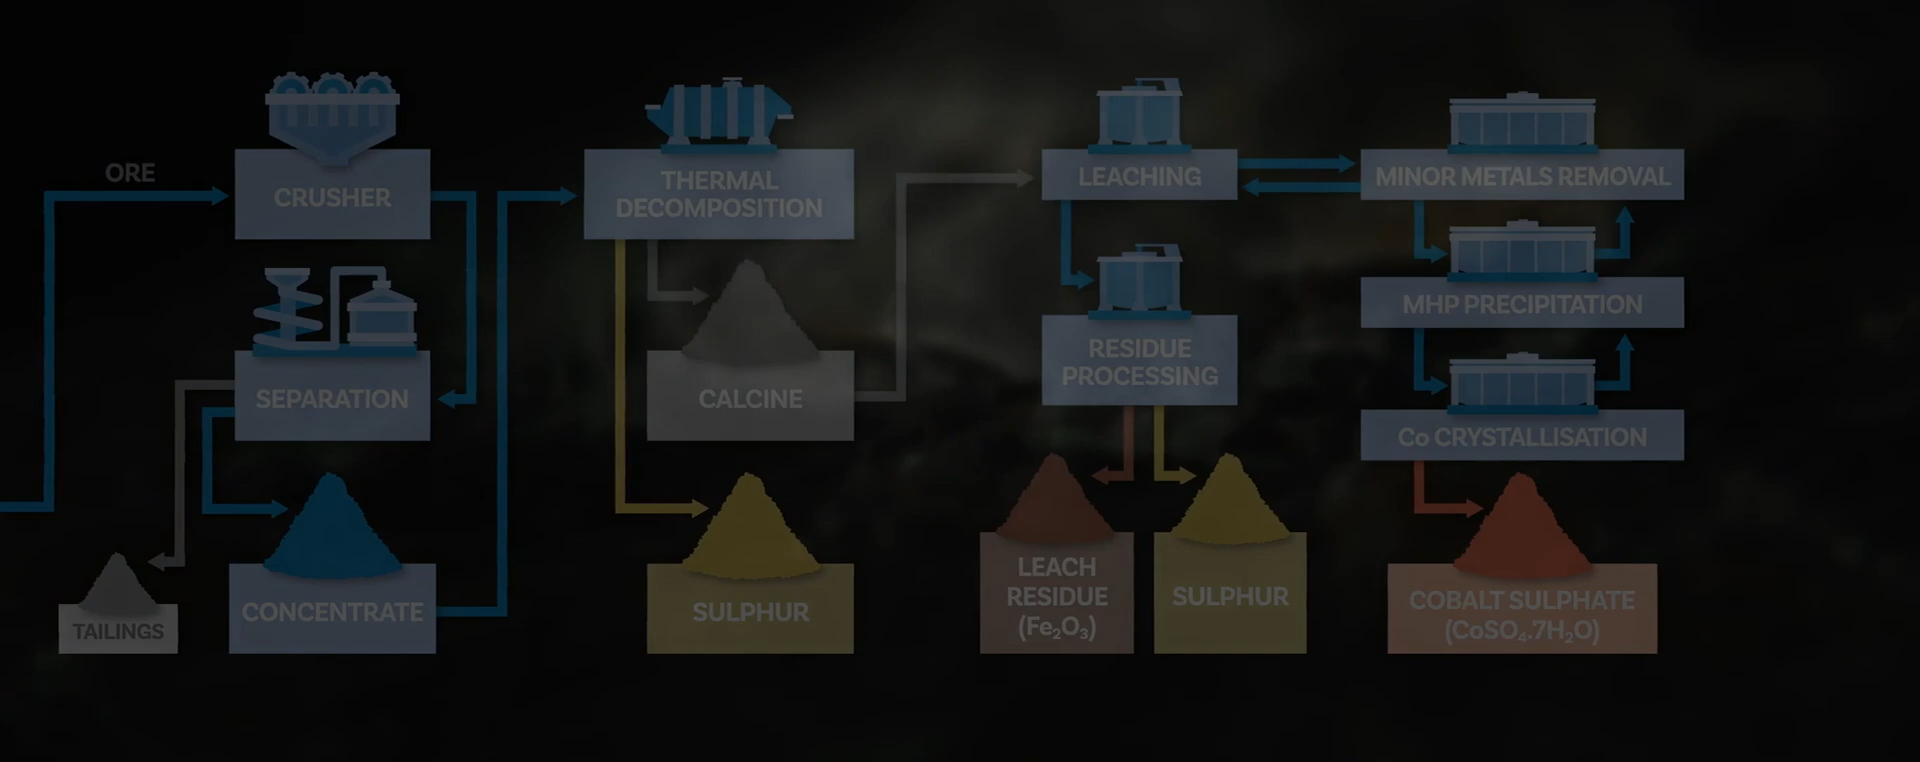 ORE
CRUSHER
SEPARATION
TAILINGS
CONCENTRATE
THERMAL
DECOMPOSITION
CALCINE
SULPHUR
LEACHING
RESIDUE
PROCESSING
LEACH
RESIDUE
(Fe₂O₃)
SULPHUR
MINOR METALS REMOVAL
MHP PRECIPITATION
Co CRYSTALLISATION
COBALT SULPHATE
(CoSO₄.7H₂O)